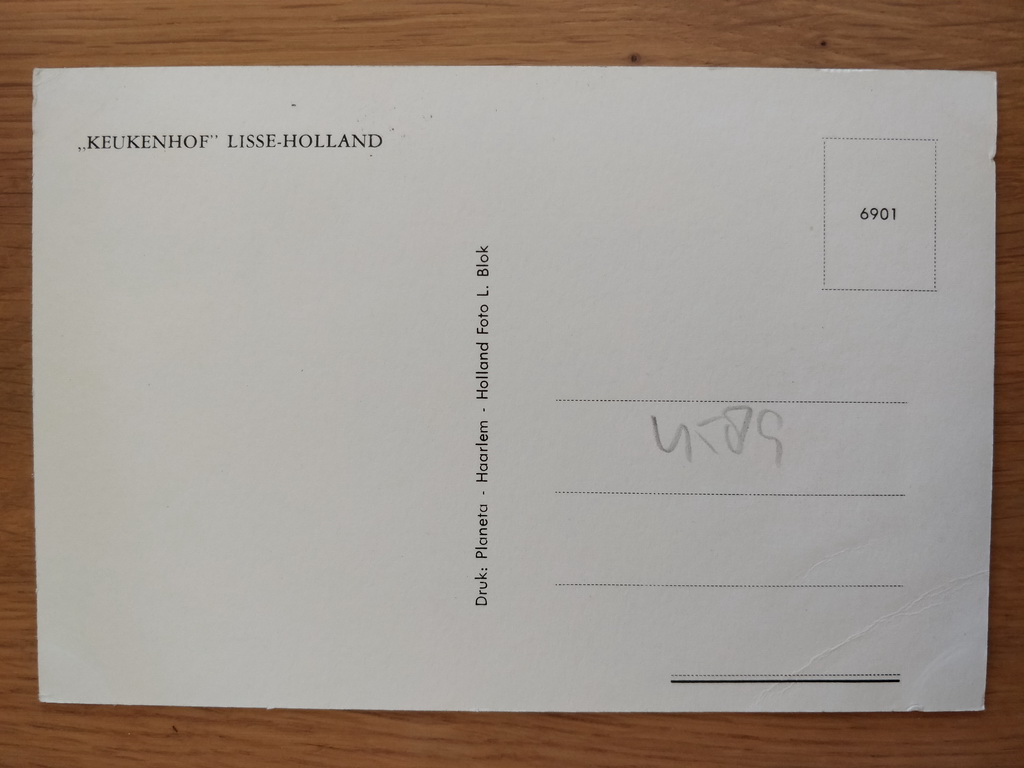 „KEUKENHOF” LISSE-HOLLAND
6901
Druk: Planeta - Haarlem - Holland Foto L. Blok